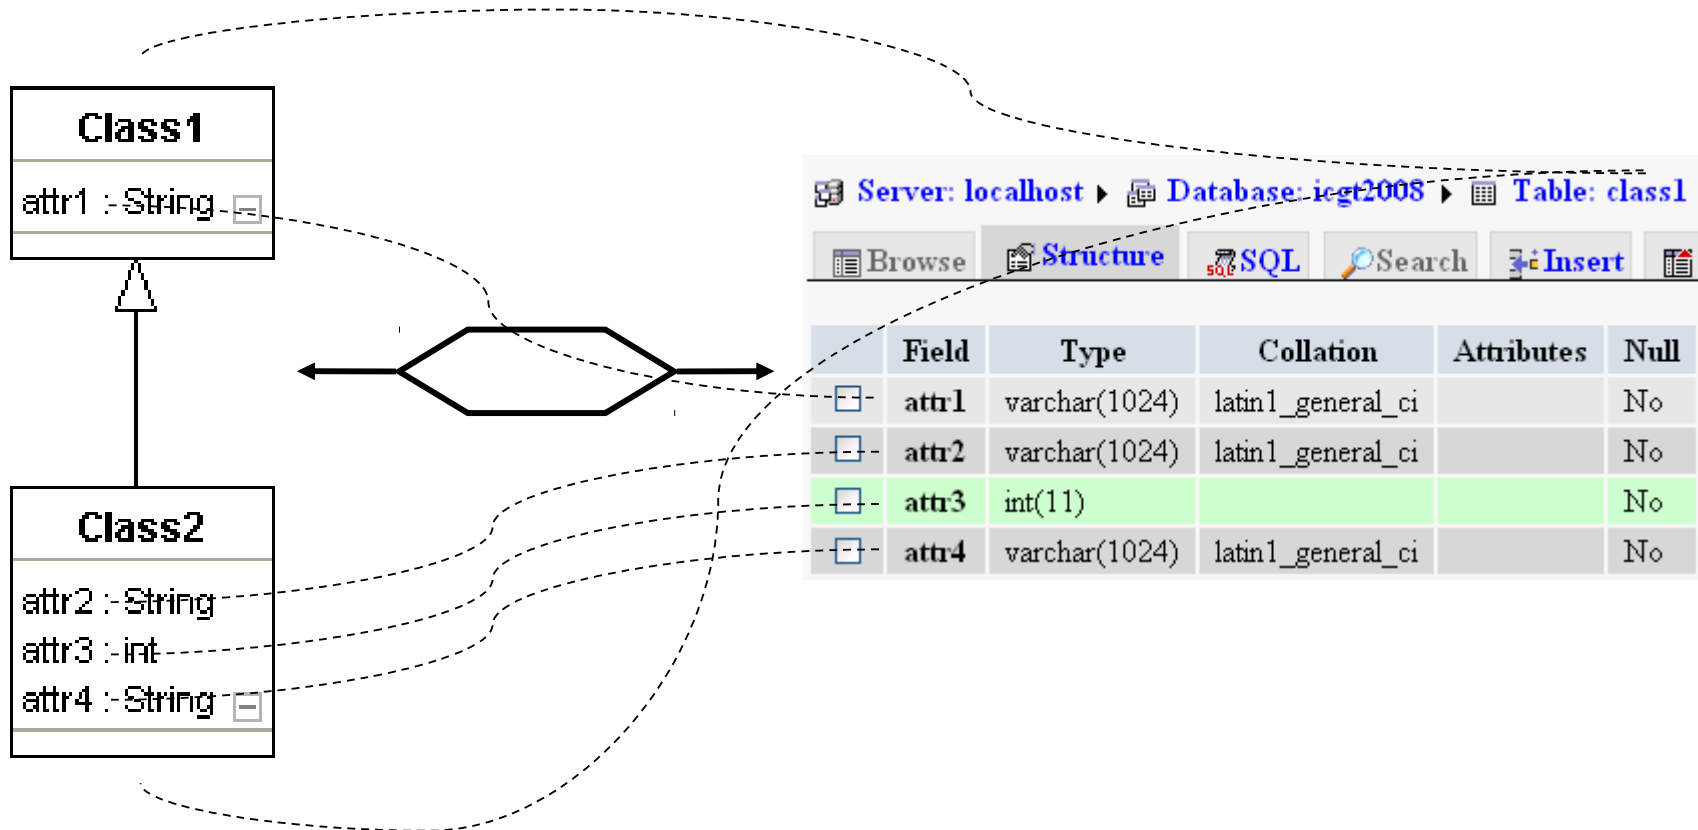 Class1
attr1 : String
Class2
attr2 : String
attr3 : int
attr4 : String
Server: localhost Database: icgt2008 Table: class1
Browse Structure SQL Search Insert
Field Type Collation Attributes Null
attr1 varchar(1024) latin1_general_ci No
attr2 varchar(1024) latin1_general_ci No
attr3 int(11) No
attr4 varchar(1024) latin1_general_ci No